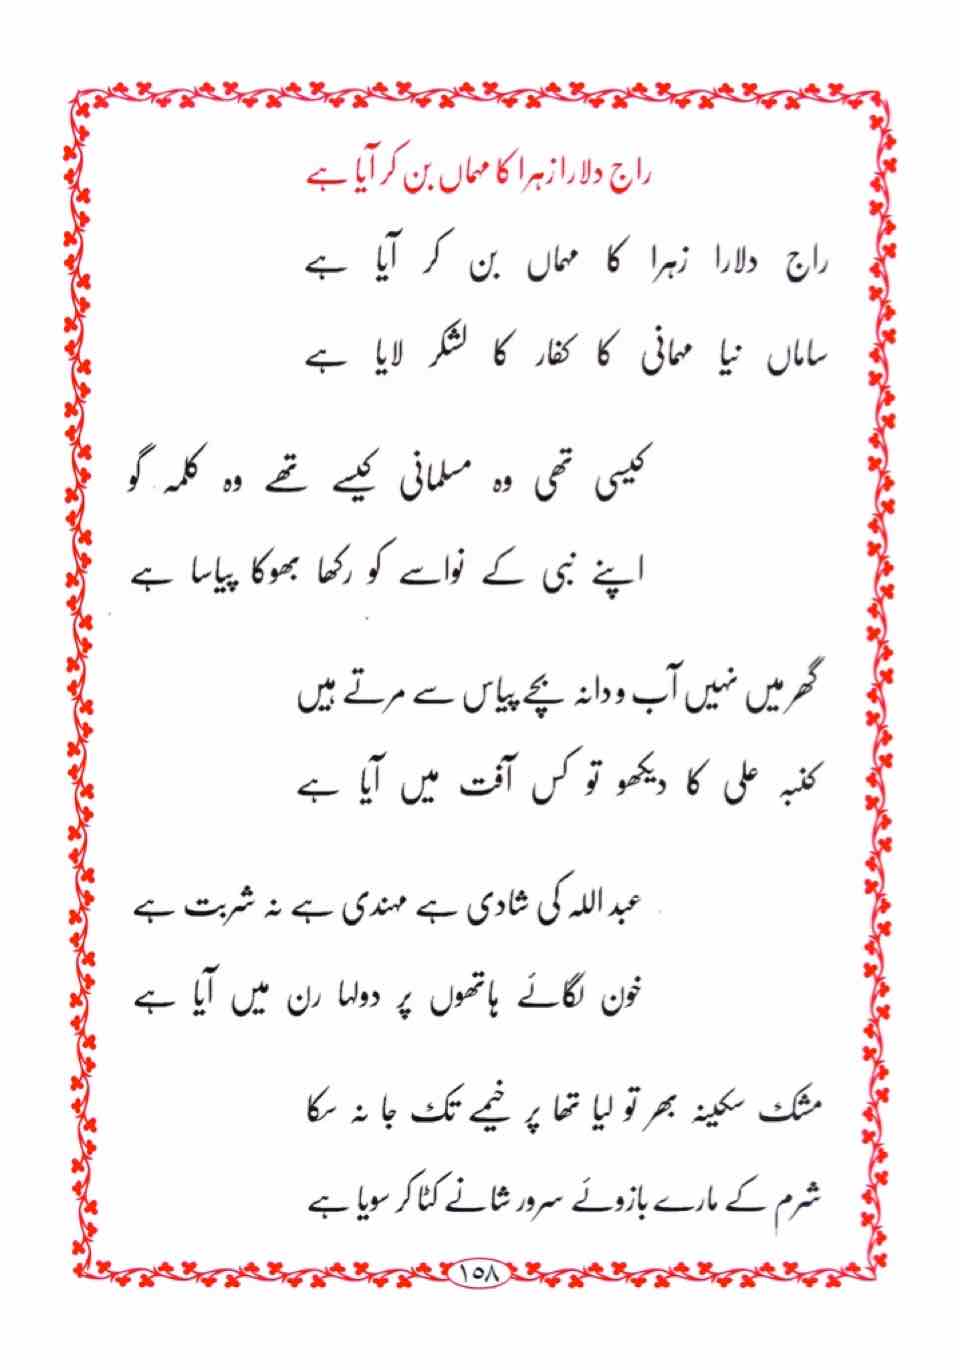 راج دلارا زہرا کا مہماں بن کر آیا ہے
راج دلارا زہرا کا مہماں بن کر آیا ہے
ساماں نیا مہمانی کا کفار کا لشکر لایا ہے
کیسی تھی وہ مسلمانی کیسے تھے وہ کلمہ گو
اپنے نبی کے نواسے کو رکھا بھوکا پیاسا ہے
گھر میں نہیں آب و دانہ بچے پیاس سے مرتے ہیں
کنبہ علی کا دیکھو تو کس آفت میں آیا ہے
عبد اللہ کی شادی ہے مہندی ہے نہ شربت ہے
خون لگائے ہاتھوں پر دولہا رن میں آیا ہے
مشک سکینہ بھر تو لیا تھا پر خیمے تک جا نہ سکا
شرم کے مارے بازوئے سرور شانے کٹا کر سویا ہے
۱۵۸